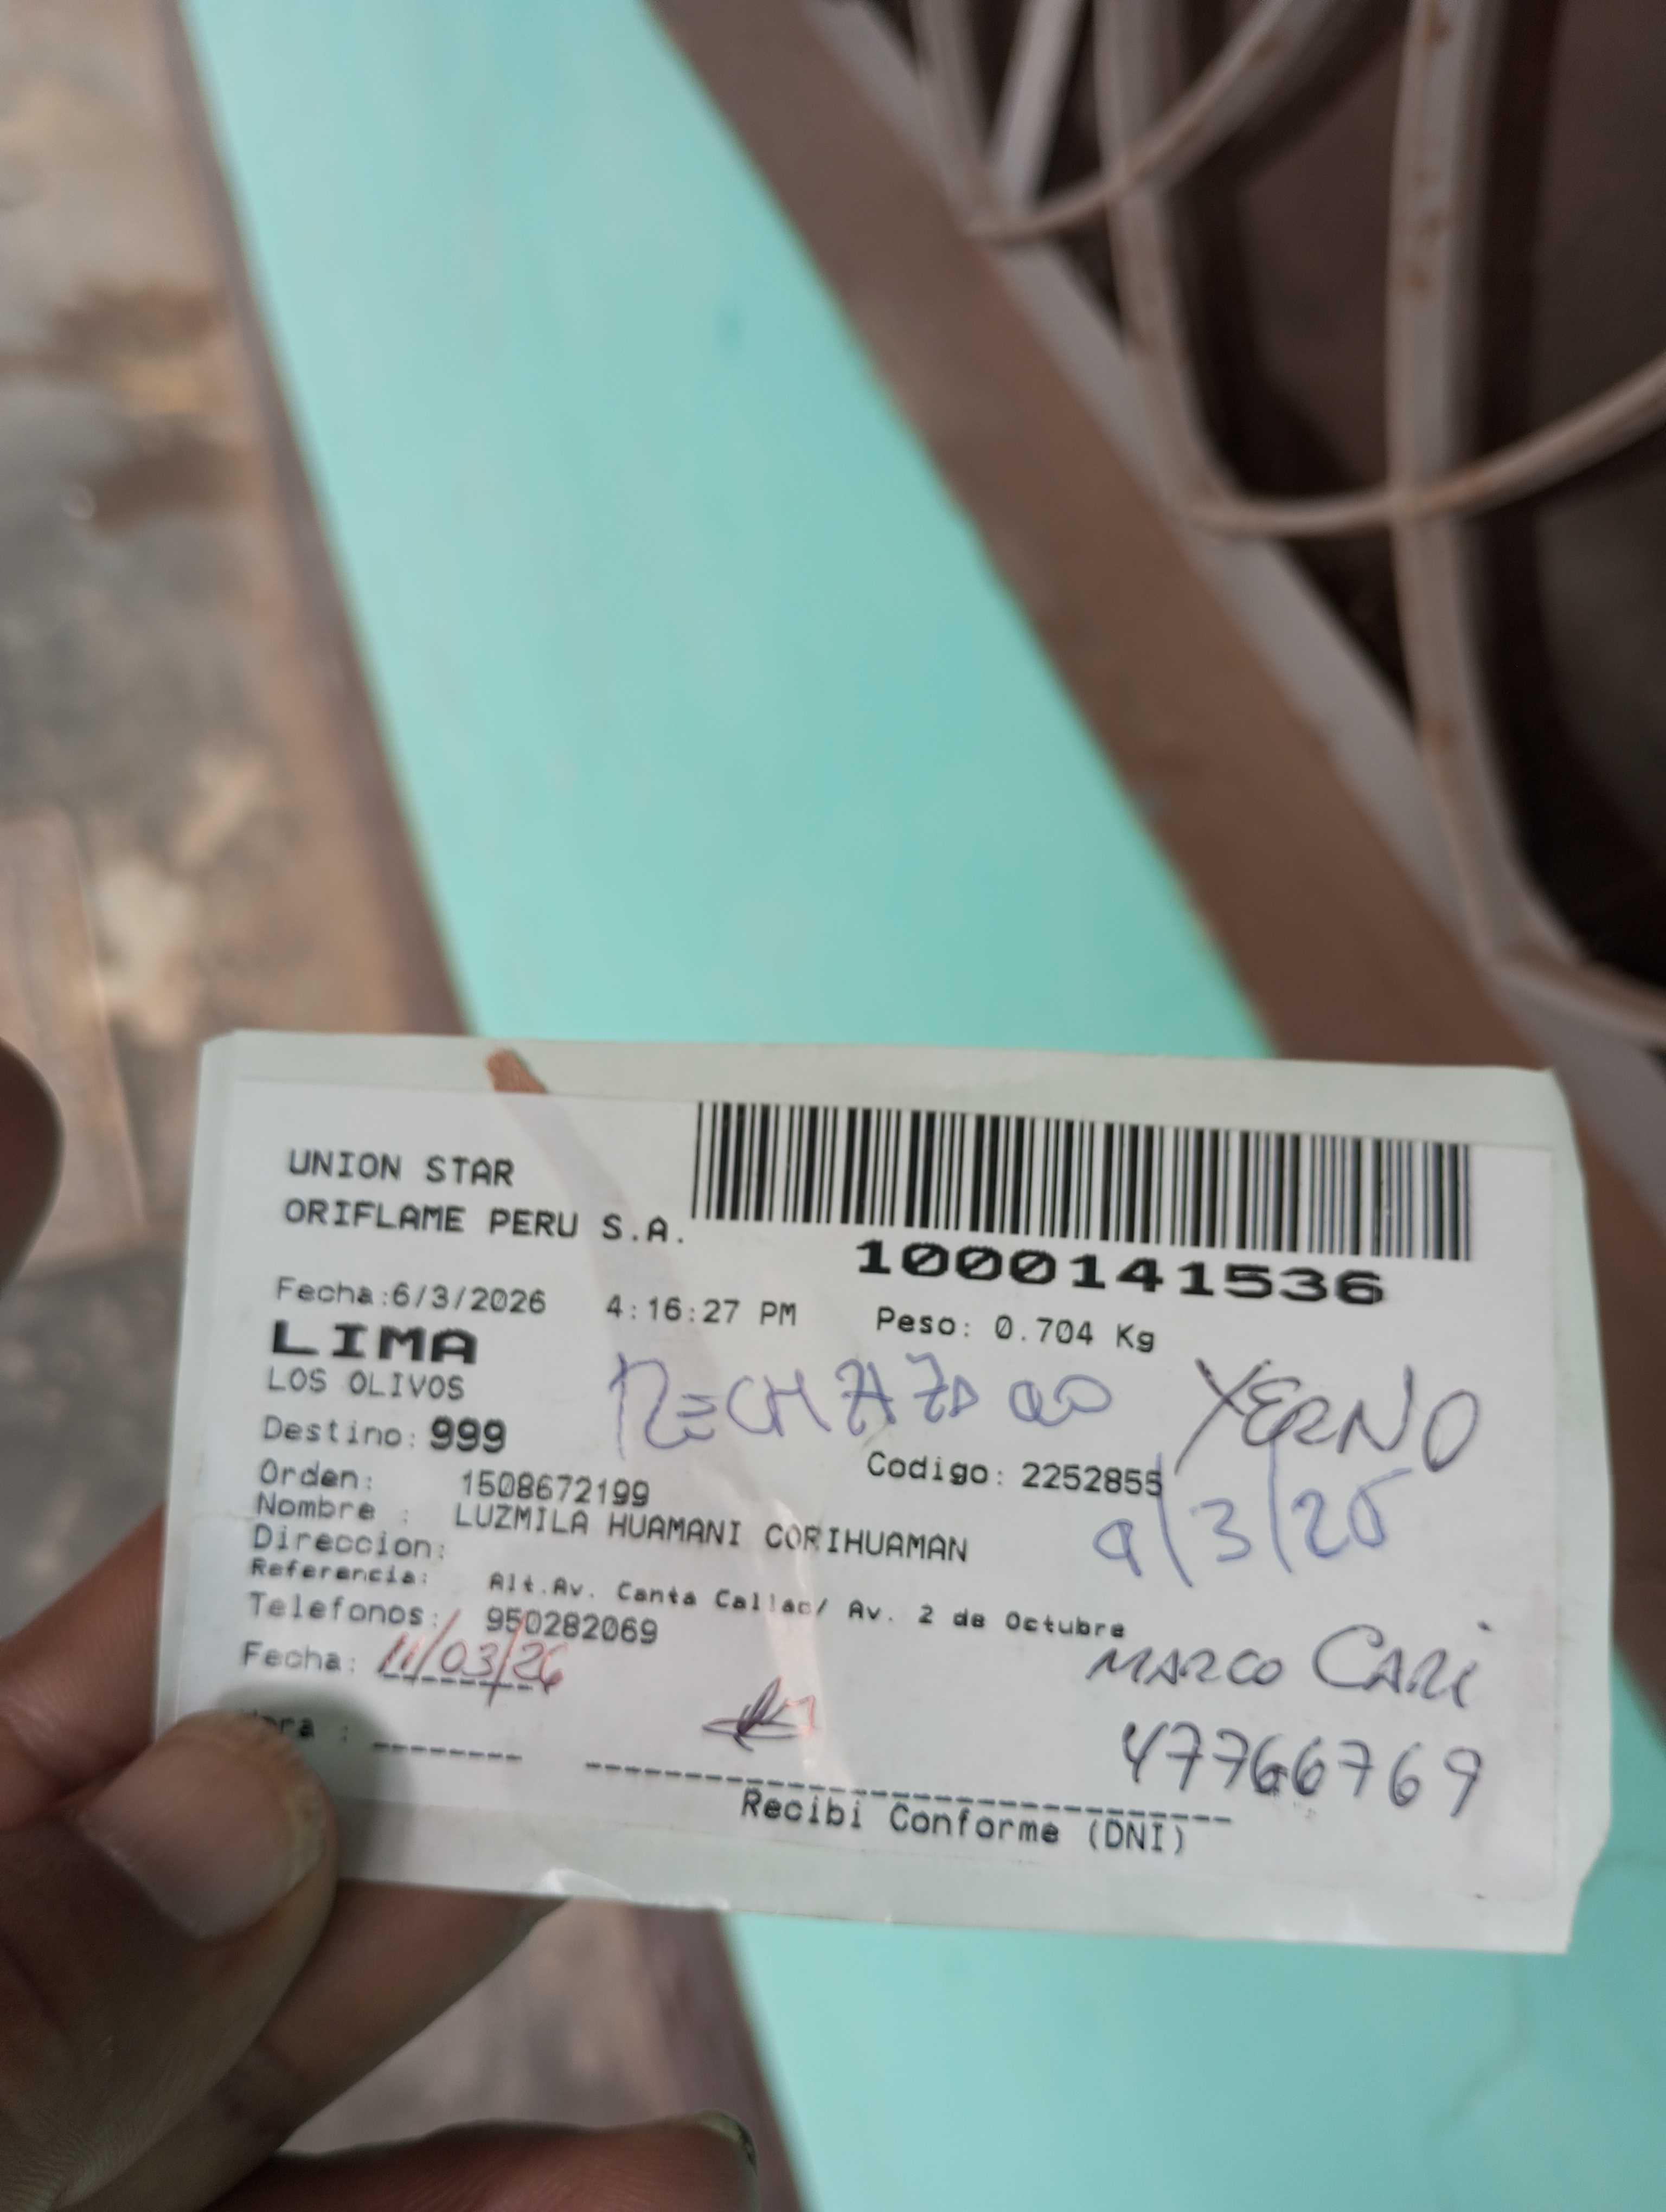 UNION STAR
ORIFLAME PERU S.A.
1000141536
Fecha:6/3/2026 4:16:27 PM Peso: 0.704 Kg
LIMA
LOS OLIVOS
RECHAZADO YERNO
Destino: 999
Codigo: 2252855
Orden: 1508672199
9/3/26
Nombre : LUZMILA HUAMANI CORIHUAMAN
Direccion:
Referencia: Alt.Av. Canta Callao/ Av. 2 de Octubre
Telefonos: 950282069
MARCO CARI
Fecha: 11/03/26
47766769
Hora :
Recibi Conforme (DNI)